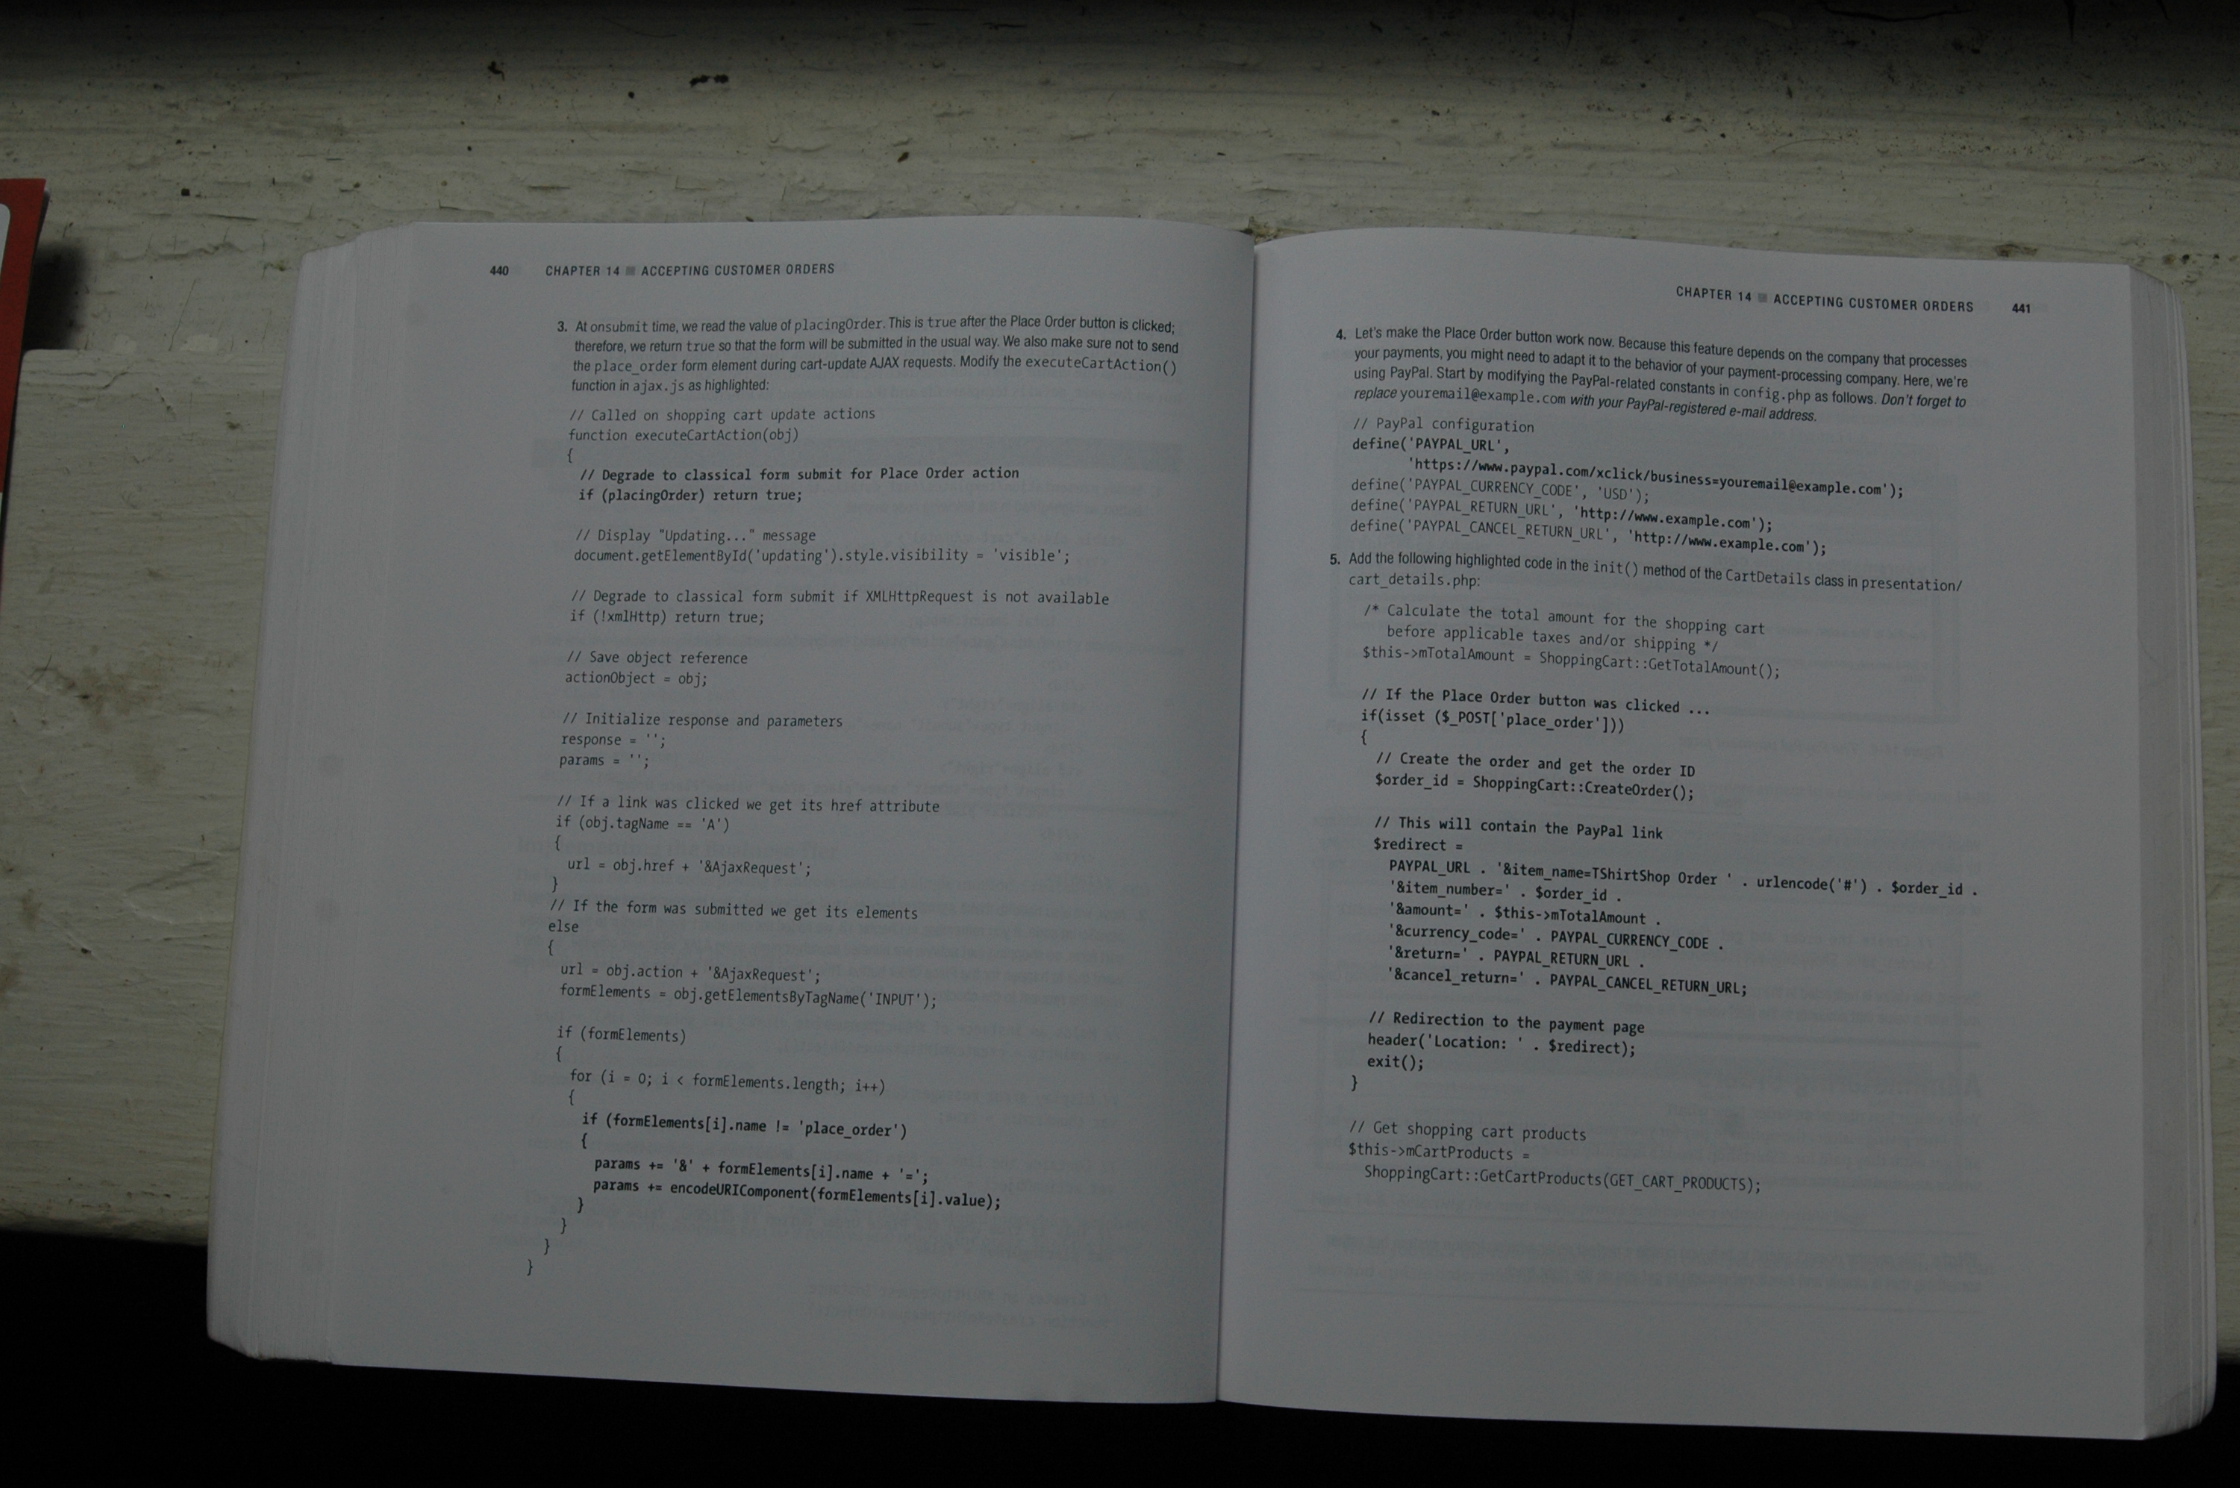 440 CHAPTER 14 ■ ACCEPTING CUSTOMER ORDERS
3. At onsubmit time, we read the value of placingOrder. This is true after the Place Order button is clicked;
therefore, we return true so that the form will be submitted in the usual way. We also make sure not to send
the place_order form element during cart-update AJAX requests. Modify the executeCartAction()
function in ajax.js as highlighted:
// Called on shopping cart update actions
function executeCartAction(obj)
{
// Degrade to classical form submit for Place Order action
if (placingOrder) return true;
// Display "Updating..." message
document.getElementById('updating').style.visibility = 'visible';
// Degrade to classical form submit if XMLHttpRequest is not available
if (!xmlHttp) return true;
// Save object reference
actionObject = obj;
// Initialize response and parameters
response = '';
params = '';
// If a link was clicked we get its href attribute
if (obj.tagName == 'A')
{
url = obj.href + '&AjaxRequest';
}
// If the form was submitted we get its elements
else
{
url = obj.action + '&AjaxRequest';
formElements = obj.getElementsByTagName('INPUT');
if (formElements)
{
for (i = 0; i < formElements.length; i++)
{
if (formElements[i].name != 'place_order')
{
params += '&' + formElements[i].name + '=';
params += encodeURIComponent(formElements[i].value);
}
}
}
}
CHAPTER 14 ■ ACCEPTING CUSTOMER ORDERS 441
4. Let's make the Place Order button work now. Because this feature depends on the company that processes
your payments, you might need to adapt it to the behavior of your payment-processing company. Here, we're
using PayPal. Start by modifying the PayPal-related constants in config.php as follows. Don't forget to
replace youremail@example.com with your PayPal-registered e-mail address.
// PayPal configuration
define('PAYPAL_URL',
'https://www.paypal.com/xclick/business=youremail@example.com');
define('PAYPAL_CURRENCY_CODE', 'USD');
define('PAYPAL_RETURN_URL', 'http://www.example.com');
define('PAYPAL_CANCEL_RETURN_URL', 'http://www.example.com');
5. Add the following highlighted code in the init() method of the CartDetails class in presentation/
cart_details.php:
/* Calculate the total amount for the shopping cart
before applicable taxes and/or shipping */
$this->mTotalAmount = ShoppingCart::GetTotalAmount();
// If the Place Order button was clicked ...
if(isset ($_POST['place_order']))
{
// Create the order and get the order ID
$order_id = ShoppingCart::CreateOrder();
// This will contain the PayPal link
$redirect =
PAYPAL_URL . '&item_name=TShirtShop Order ' . urlencode('#') . $order_id .
'&item_number=' . $order_id .
'&amount=' . $this->mTotalAmount .
'&currency_code=' . PAYPAL_CURRENCY_CODE .
'&return=' . PAYPAL_RETURN_URL .
'&cancel_return=' . PAYPAL_CANCEL_RETURN_URL;
// Redirection to the payment page
header('Location: ' . $redirect);
exit();
}
// Get shopping cart products
$this->mCartProducts =
ShoppingCart::GetCartProducts(GET_CART_PRODUCTS);